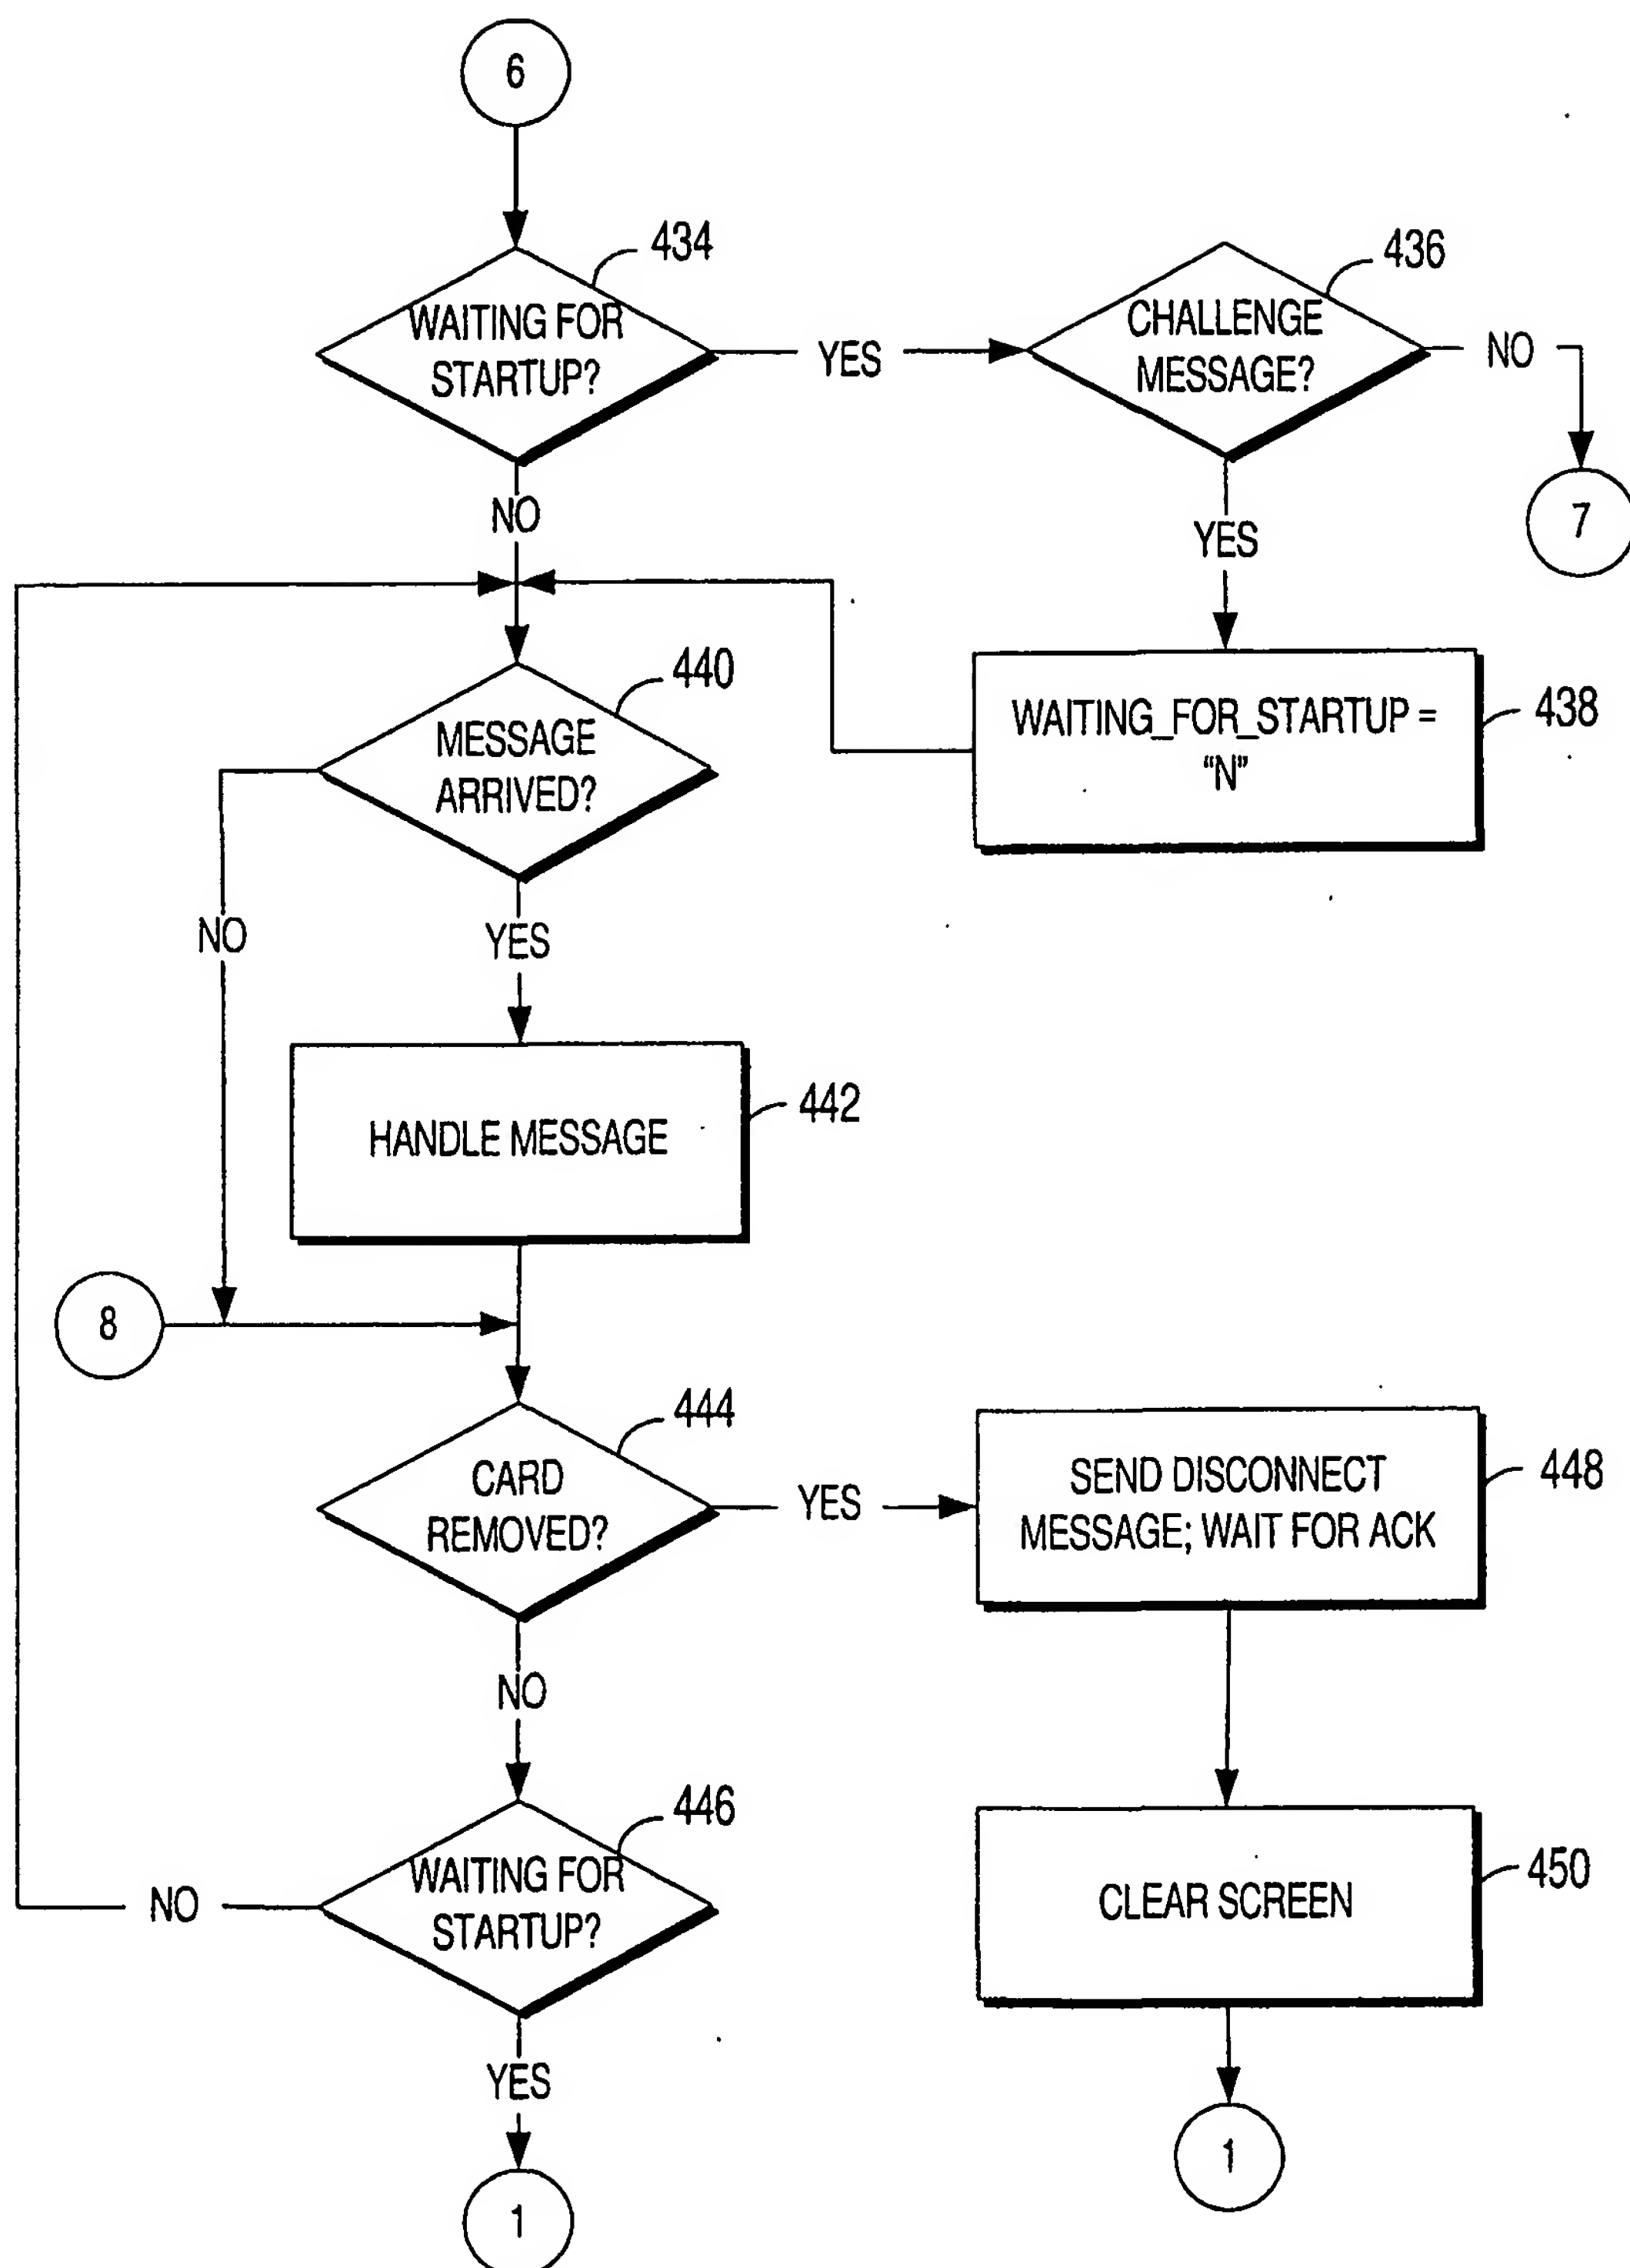 6
434
WAITING FOR
STARTUP?
YES
436
CHALLENGE
MESSAGE?
NO
7
NO
YES
438
WAITING_FOR_STARTUP =
“N”
440
MESSAGE
ARRIVED?
NO
YES
442
HANDLE MESSAGE
8
444
CARD
REMOVED?
YES
448
SEND DISCONNECT
MESSAGE; WAIT FOR ACK
NO
446
WAITING FOR
STARTUP?
NO
450
CLEAR SCREEN
YES
1
1